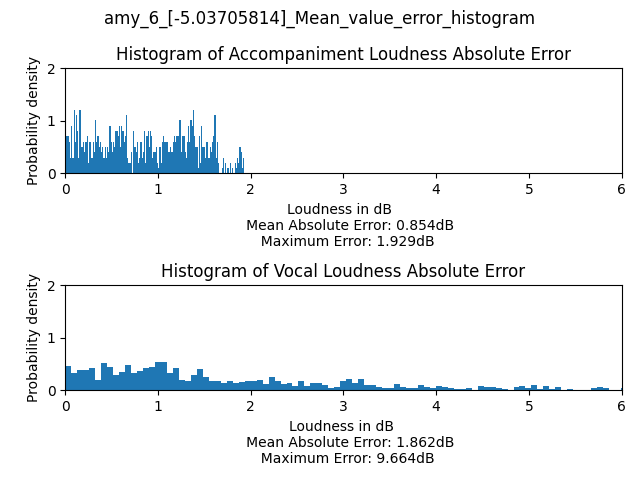 amy_6_[-5.03705814]_Mean_value_error_histogram
Histogram of Accompaniment Loudness Absolute Error
Probability density
2
1
0
0 1 2 3 4 5 6
Loudness in dB
Mean Absolute Error: 0.854dB
Maximum Error: 1.929dB
Histogram of Vocal Loudness Absolute Error
Probability density
2
1
0
0 1 2 3 4 5 6
Loudness in dB
Mean Absolute Error: 1.862dB
Maximum Error: 9.664dB